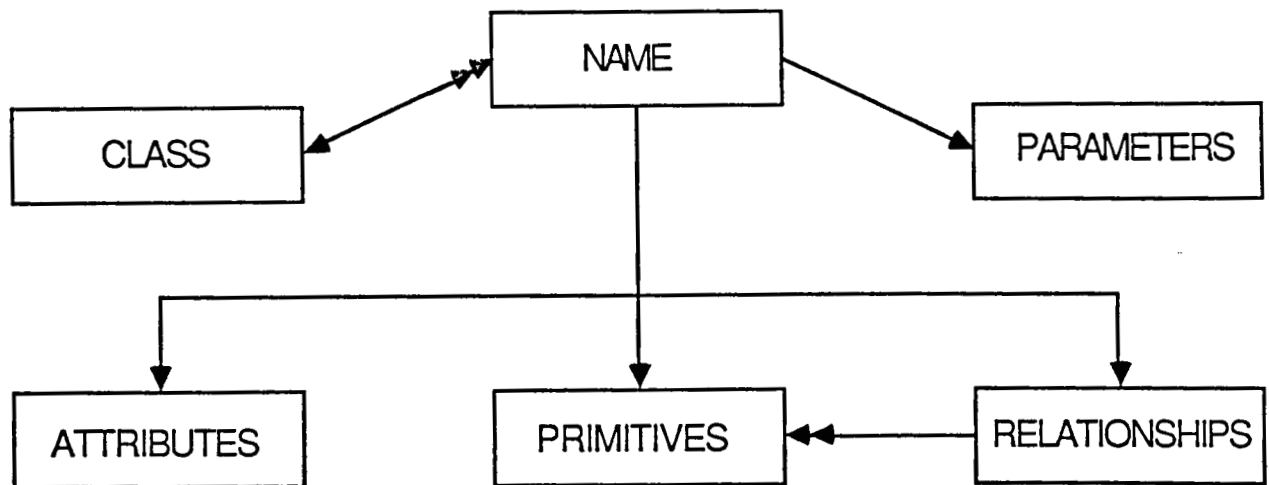 NAME
CLASS
PARAMETERS
ATTRIBUTES
PRIMITIVES
RELATIONSHIPS